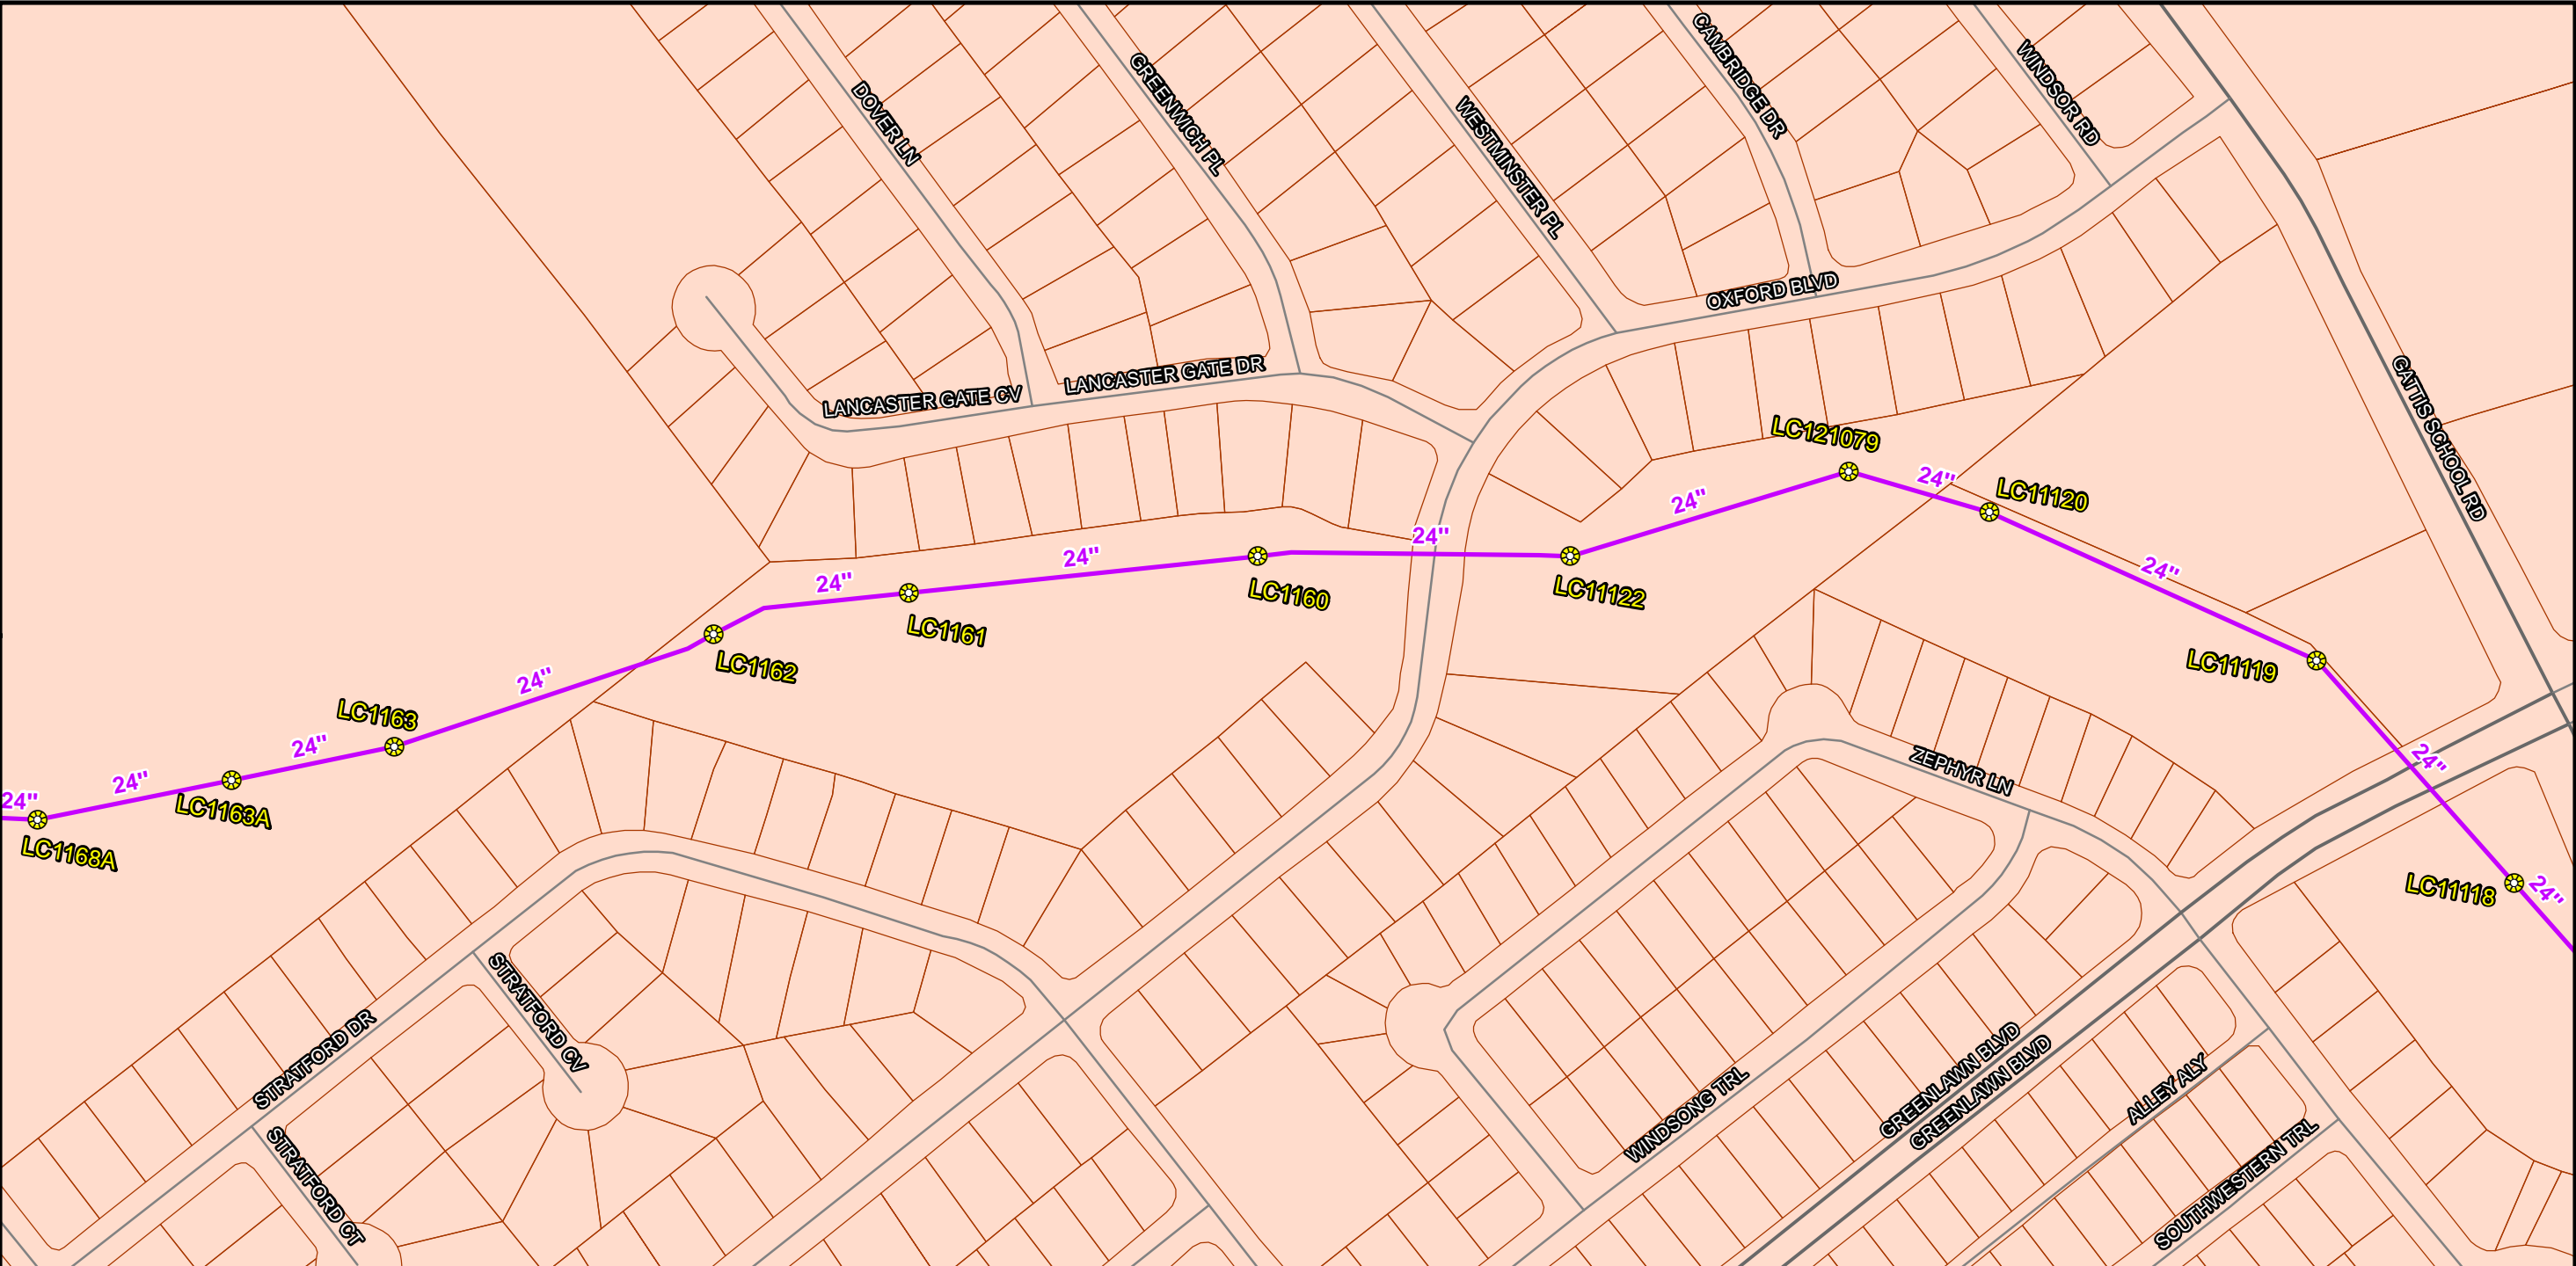 DOVER LN
GREENWICH PL
WESTMINSTER PL
CAMBRIDGE DR
WINDSOR RD
OXFORD BLVD
LANCASTER GATE CV
LANCASTER GATE DR
GATTIS SCHOOL RD
LC121079
24"
LC11120
24"
24"
24"
LC11122
24"
LC1160
24"
LC1161
24"
LC1162
LC11119
24"
24"
LC1163
24"
LC1163A
24"
24"
LC1168A
ZEPHYR LN
LC11118
24"
STRATFORD DR
STRATFORD CV
STRATFORD CT
WINDSONG TRL
GREENLAWN BLVD
GREENLAWN BLVD
ALLEY ALY
SOUTHWESTERN TRL